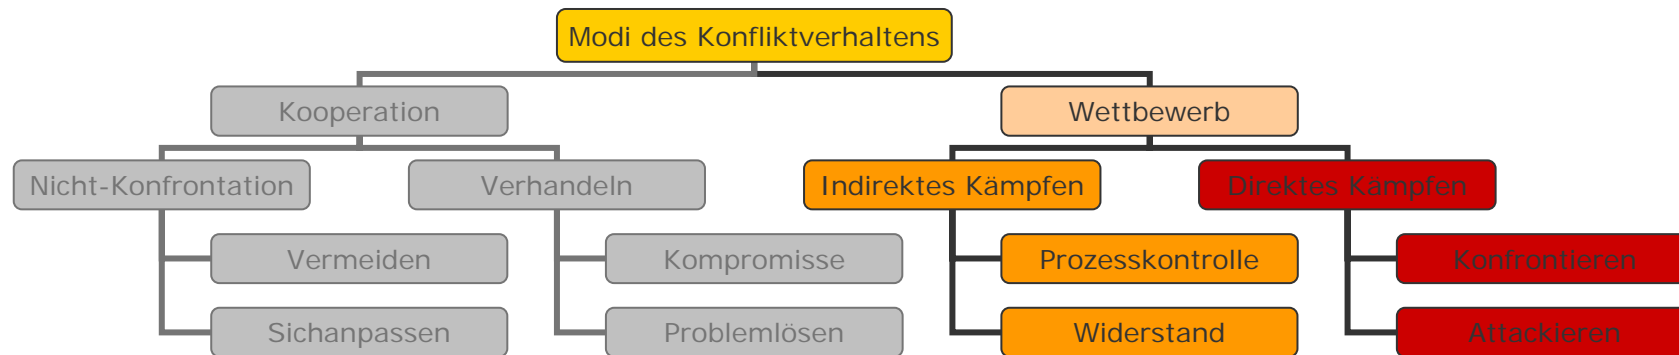 Modi des Konfliktverhaltens
Kooperation
Wettbewerb
Nicht-Konfrontation
Verhandeln
Indirektes Kämpfen
Direktes Kämpfen
Vermeiden
Kompromisse
Prozesskontrolle
Konfrontieren
Sichanpassen
Problemlösen
Widerstand
Attackieren